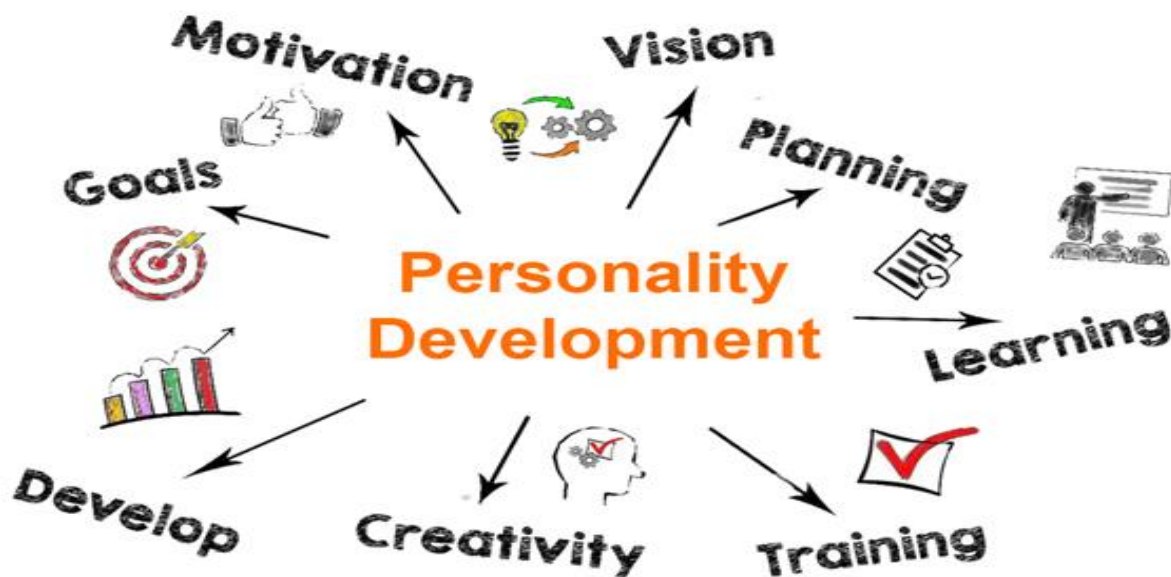 Motivation
Vision
Goals
Planning
Personality
Development
Learning
Develop
Creativity
Training